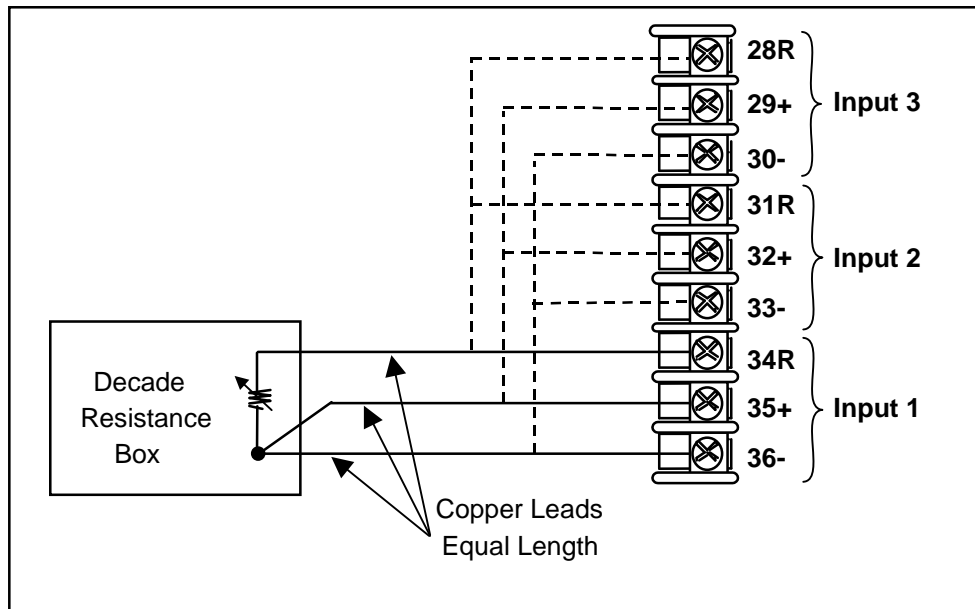 28R
29+
Input 3
30-
31R
32+
Input 2
33-
34R
35+
Input 1
36-
Decade
Resistance
Box
Copper Leads
Equal Length